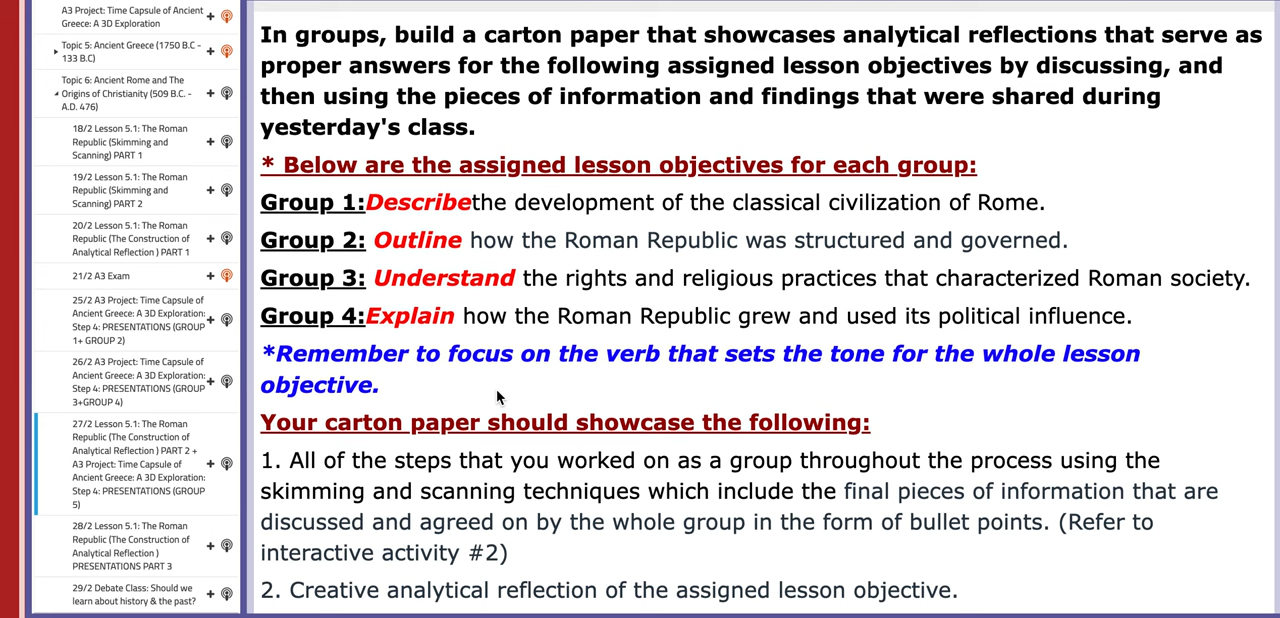 A3 Project: Time Capsule of Ancient
Greece: A 3D Exploration
Topic 5: Ancient Greece (1750 B.C -
133 B.C)
Topic 6: Ancient Rome and The
Origins of Christianity (509 B.C. -
A.D. 476)
18/2 Lesson 5.1: The Roman
Republic (Skimming and
Scanning) PART 1
19/2 Lesson 5.1: The Roman
Republic (Skimming and
Scanning) PART 2
20/2 Lesson 5.1: The Roman
Republic (The Construction of
Analytical Reflection ) PART 1
21/2 A3 Exam
25/2 A3 Project: Time Capsule of
Ancient Greece: A 3D Exploration:
Step 4: PRESENTATIONS (GROUP
1+ GROUP 2)
26/2 A3 Project: Time Capsule of
Ancient Greece: A 3D Exploration:
Step 4: PRESENTATIONS (GROUP
3+GROUP 4)
27/2 Lesson 5.1: The Roman
Republic (The Construction of
Analytical Reflection ) PART 2 +
A3 Project: Time Capsule of
Ancient Greece: A 3D Exploration:
Step 4: PRESENTATIONS (GROUP
5)
28/2 Lesson 5.1: The Roman
Republic (The Construction of
Analytical Reflection )
PRESENTATIONS PART 3
29/2 Debate Class: Should we
learn about history & the past?
In groups, build a carton paper that showcases analytical reflections that serve as
proper answers for the following assigned lesson objectives by discussing, and
then using the pieces of information and findings that were shared during
yesterday's class.
* Below are the assigned lesson objectives for each group:
Group 1:Describethe development of the classical civilization of Rome.
Group 2: Outline how the Roman Republic was structured and governed.
Group 3: Understand the rights and religious practices that characterized Roman society.
Group 4:Explain how the Roman Republic grew and used its political influence.
*Remember to focus on the verb that sets the tone for the whole lesson
objective.
Your carton paper should showcase the following:
1. All of the steps that you worked on as a group throughout the process using the
skimming and scanning techniques which include the final pieces of information that are
discussed and agreed on by the whole group in the form of bullet points. (Refer to
interactive activity #2)
2. Creative analytical reflection of the assigned lesson objective.